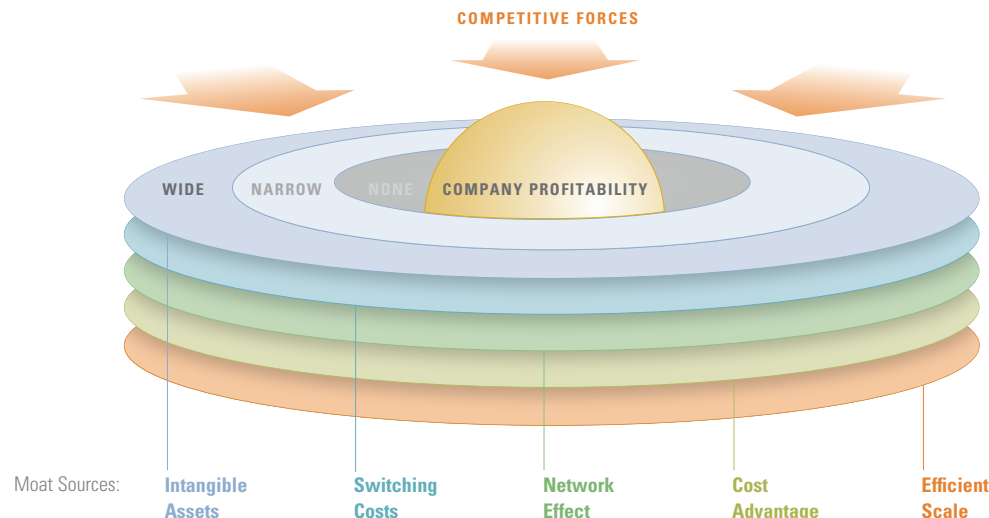 COMPETITIVE FORCES
WIDE
NARROW
NONE
COMPANY PROFITABILITY
Moat Sources:
Intangible
Assets
Switching
Costs
Network
Effect
Cost
Advantage
Efficient
Scale